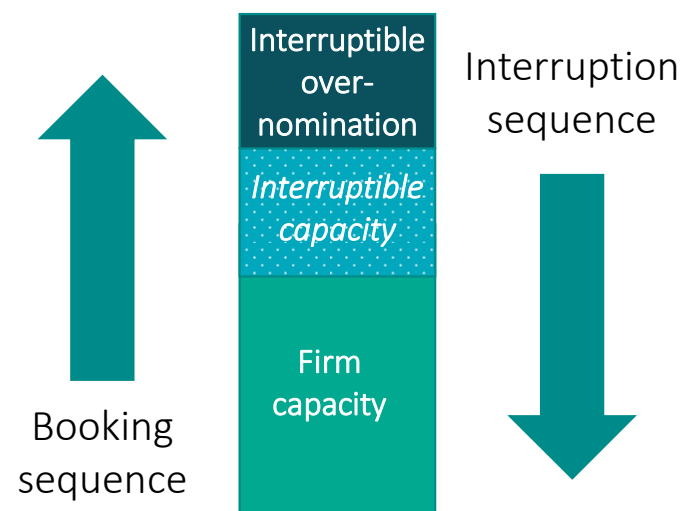 Interruptible
over-
nomination
Interruption
sequence
Interruptible
capacity
Firm
capacity
Booking
sequence